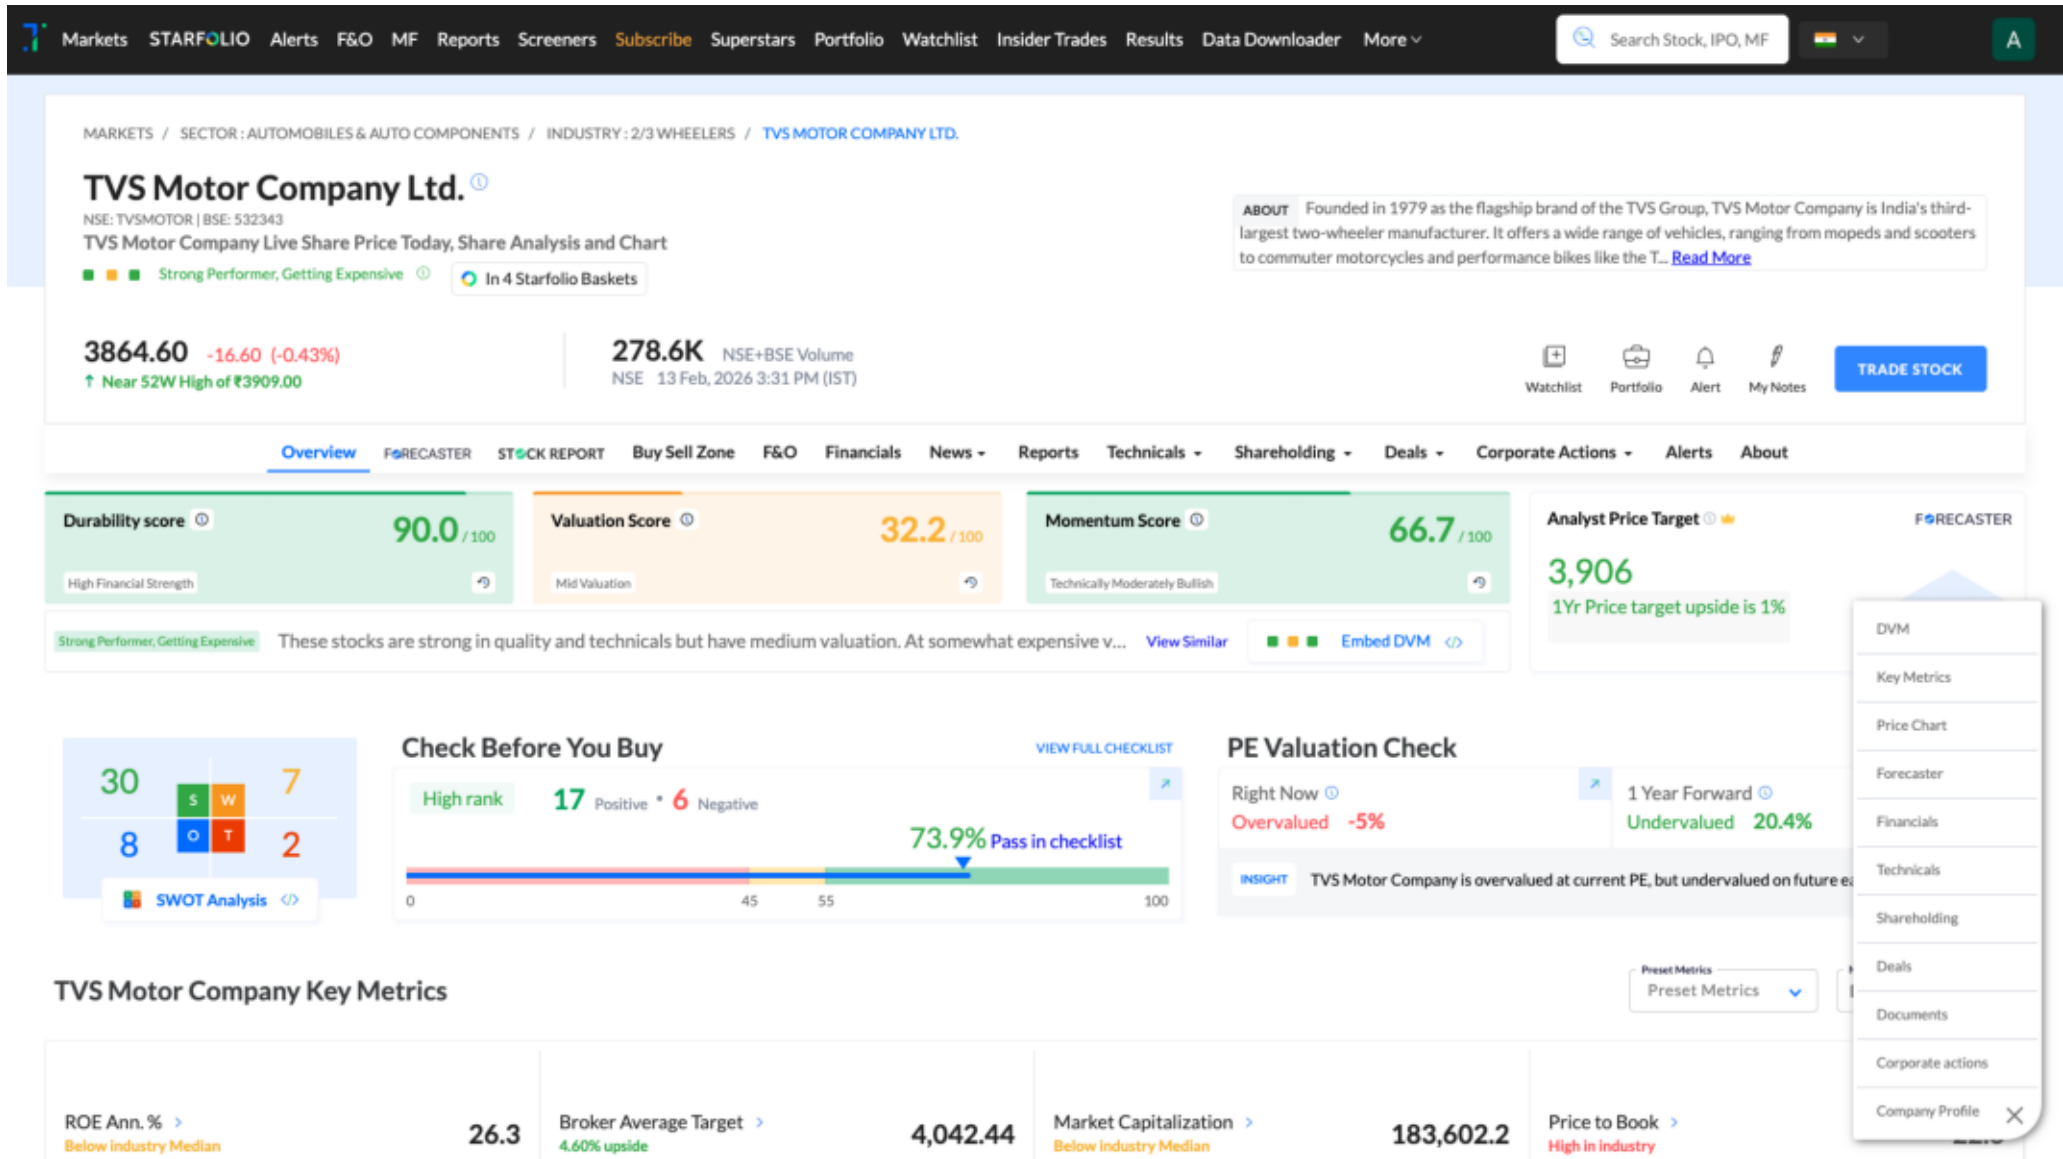 Markets STARFOLIO Alerts F&O MF Reports Screeners Subscribe Superstars Portfolio Watchlist Insider Trades Results Data Downloader More Search Stock, IPO, MF A
MARKETS / SECTOR : AUTOMOBILES & AUTO COMPONENTS / INDUSTRY : 2/3 WHEELERS / TVS MOTOR COMPANY LTD.
TVS Motor Company Ltd.
NSE: TVSMOTOR | BSE: 532343
TVS Motor Company Live Share Price Today, Share Analysis and Chart
Strong Performer, Getting Expensive In 4 Starfolio Baskets
ABOUT Founded in 1979 as the flagship brand of the TVS Group, TVS Motor Company is India's third-
largest two-wheeler manufacturer. It offers a wide range of vehicles, ranging from mopeds and scooters
to commuter motorcycles and performance bikes like the T... Read More
3864.60 -16.60 (-0.43%)
↑ Near 52W High of ₹3909.00
278.6K NSE+BSE Volume
NSE 13 Feb, 2026 3:31 PM (IST)
Watchlist Portfolio Alert My Notes TRADE STOCK
Overview FORECASTER STOCK REPORT Buy Sell Zone F&O Financials News Reports Technicals Shareholding Deals Corporate Actions Alerts About
Durability score 90.0 / 100
High Financial Strength
Valuation Score 32.2 / 100
Mid Valuation
Momentum Score 66.7 / 100
Technically Moderately Bullish
Analyst Price Target FORECASTER
3,906
1Yr Price target upside is 1%
Strong Performer, Getting Expensive These stocks are strong in quality and technicals but have medium valuation. At somewhat expensive v... View Similar Embed DVM </>
30 7
S W
8 O T 2
SWOT Analysis </>
Check Before You Buy VIEW FULL CHECKLIST
High rank 17 Positive • 6 Negative
73.9% Pass in checklist
0 45 55 100
PE Valuation Check
Right Now
Overvalued -5%
1 Year Forward
Undervalued 20.4%
INSIGHT TVS Motor Company is overvalued at current PE, but undervalued on future ea
DVM
Key Metrics
Price Chart
Forecaster
Financials
Technicals
Shareholding
Deals
Documents
Corporate actions
Company Profile
TVS Motor Company Key Metrics
Preset Metrics
Preset Metrics
ROE Ann. % 26.3
Below industry Median
Broker Average Target 4,042.44
4.60% upside
Market Capitalization 183,602.2
Below industry Median
Price to Book
High in industry